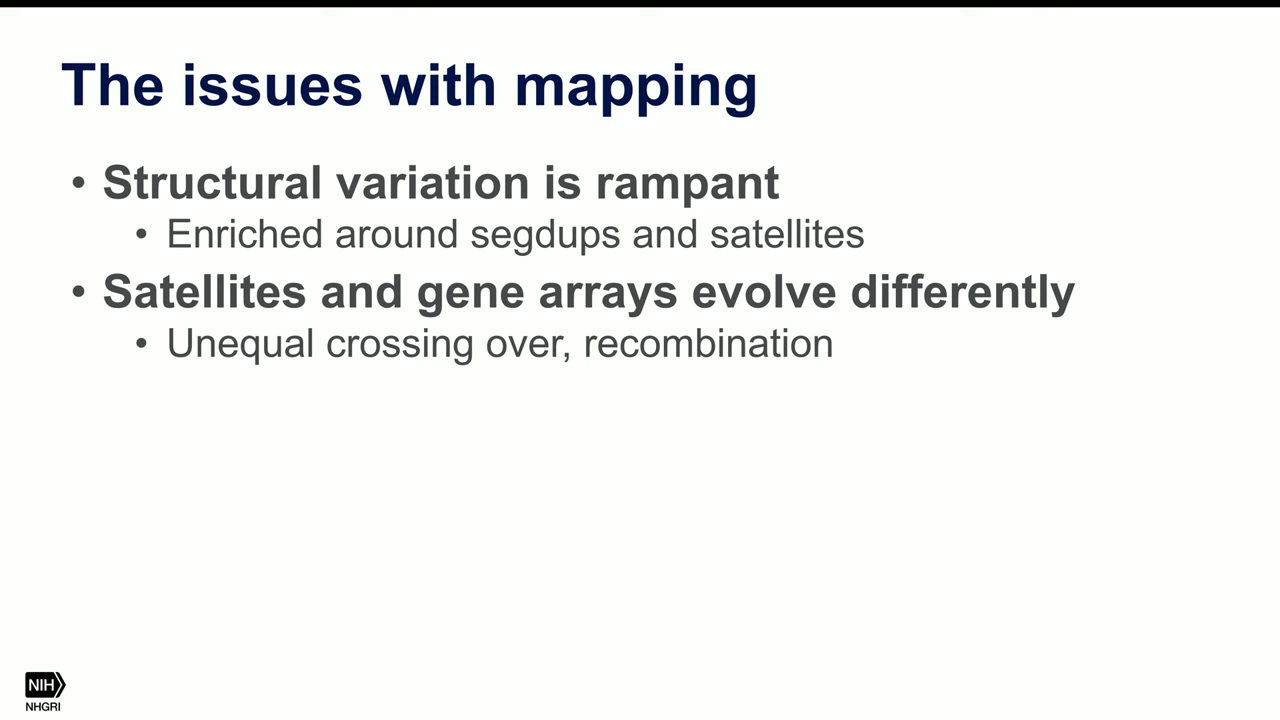 The issues with mapping
• Structural variation is rampant
• Enriched around segdups and satellites
• Satellites and gene arrays evolve differently
• Unequal crossing over, recombination
NIH
NHGRI